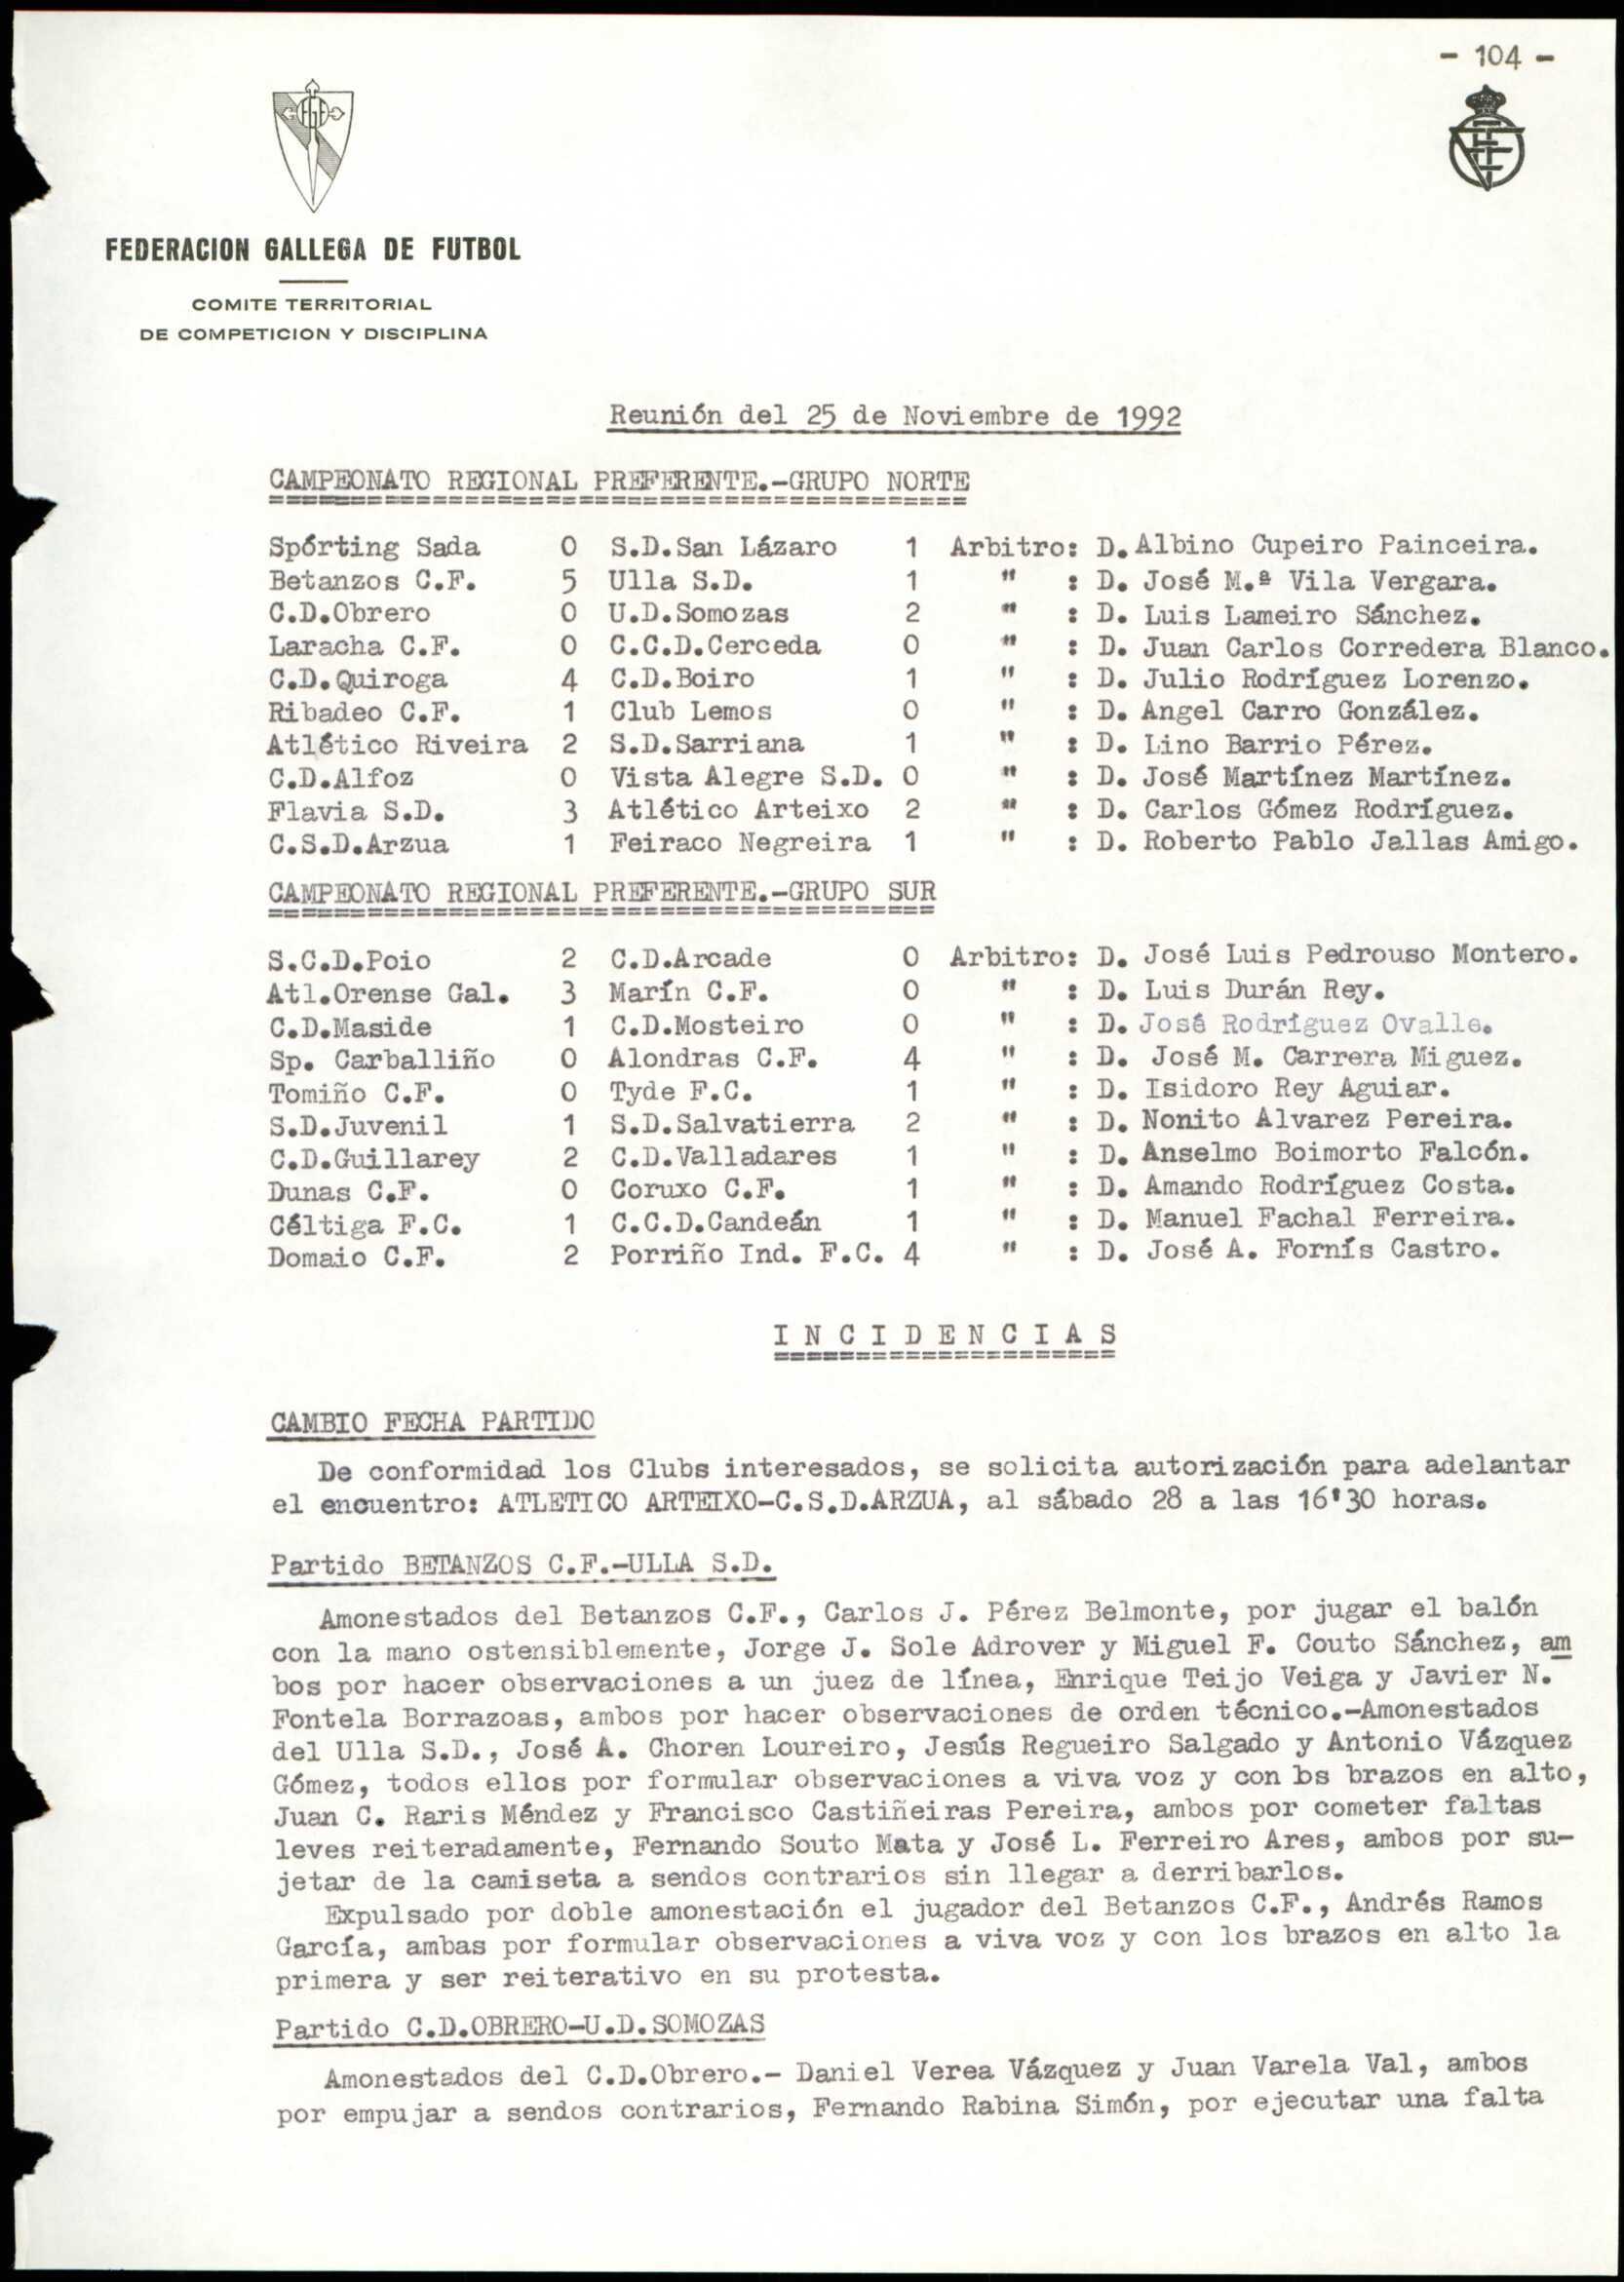 - 104 -
FGF
FEDERACION GALLEGA DE FUTBOL
COMITE TERRITORIAL
DE COMPETICION Y DISCIPLINA
Reunión del 25 de Noviembre de 1992
CAMPEONATO REGIONAL PREFERENTE.-GRUPO NORTE
Spórting Sada 0 S.D.San Lázaro 1 Arbitro: D.Albino Cupeiro Painceira.
Betanzos C.F. 5 Ulla S.D. 1 " : D. José M.ª Vila Vergara.
C.D.Obrero 0 U.D.Somozas 2 " : D. Luis Lameiro Sánchez.
Laracha C.F. 0 C.C.D.Cerceda 0 " : D. Juan Carlos Corredera Blanco.
C.D.Quiroga 4 C.D.Boiro 1 " : D. Julio Rodríguez Lorenzo.
Ribadeo C.F. 1 Club Lemos 0 " : D. Angel Carro González.
Atlético Riveira 2 S.D.Sarriana 1 " : D. Lino Barrio Pérez.
C.D.Alfoz 0 Vista Alegre S.D. 0 " : D. José Martínez Martínez.
Flavia S.D. 3 Atlético Arteixo 2 " : D. Carlos Gómez Rodríguez.
C.S.D.Arzua 1 Feiraco Negreira 1 " : D. Roberto Pablo Jallas Amigo.
CAMPEONATO REGIONAL PREFERENTE.-GRUPO SUR
S.C.D.Poio 2 C.D.Arcade 0 Arbitro: D. José Luis Pedrouso Montero.
Atl.Orense Gal. 3 Marín C.F. 0 " : D. Luis Durán Rey.
C.D.Maside 1 C.D.Mosteiro 0 " : D. José Rodríguez Ovalle.
Sp. Carballiño 0 Alondras C.F. 4 " : D. José M. Carrera Miguez.
Tomiño C.F. 0 Tyde F.C. 1 " : D. Isidoro Rey Aguiar.
S.D.Juvenil 1 S.D.Salvatierra 2 " : D. Nonito Alvarez Pereira.
C.D.Guillarey 2 C.D.Valladares 1 " : D. Anselmo Boimorto Falcón.
Dunas C.F. 0 Coruxo C.F. 1 " : D. Amando Rodríguez Costa.
Céltiga F.C. 1 C.C.D.Candeán 1 " : D. Manuel Fachal Ferreira.
Domaio C.F. 2 Porriño Ind. F.C. 4 " : D. José A. Fornís Castro.
I N C I D E N C I A S
CAMBIO FECHA PARTIDO
De conformidad los Clubs interesados, se solicita autorización para adelantar
el encuentro: ATLETICO ARTEIXO-C.S.D.ARZUA, al sábado 28 a las 16'30 horas.
Partido BETANZOS C.F.-ULLA S.D.
Amonestados del Betanzos C.F., Carlos J. Pérez Belmonte, por jugar el balón
con la mano ostensiblemente, Jorge J. Sole Adrover y Miguel F. Couto Sánchez, am
bos por hacer observaciones a un juez de línea, Enrique Teijo Veiga y Javier N.
Fontela Borrazoas, ambos por hacer observaciones de orden técnico.-Amonestados
del Ulla S.D., José A. Choren Loureiro, Jesús Regueiro Salgado y Antonio Vázquez
Gómez, todos ellos por formular observaciones a viva voz y con bs brazos en alto,
Juan C. Raris Méndez y Francisco Castiñeiras Pereira, ambos por cometer faltas
leves reiteradamente, Fernando Souto Mata y José L. Ferreiro Ares, ambos por su-
jetar de la camiseta a sendos contrarios sin llegar a derribarlos.
Expulsado por doble amonestación el jugador del Betanzos C.F., Andrés Ramos
García, ambas por formular observaciones a viva voz y con los brazos en alto la
primera y ser reiterativo en su protesta.
Partido C.D.OBRERO-U.D.SOMOZAS
Amonestados del C.D.Obrero.- Daniel Verea Vázquez y Juan Varela Val, ambos
por empujar a sendos contrarios, Fernando Rabina Simón, por ejecutar una falta